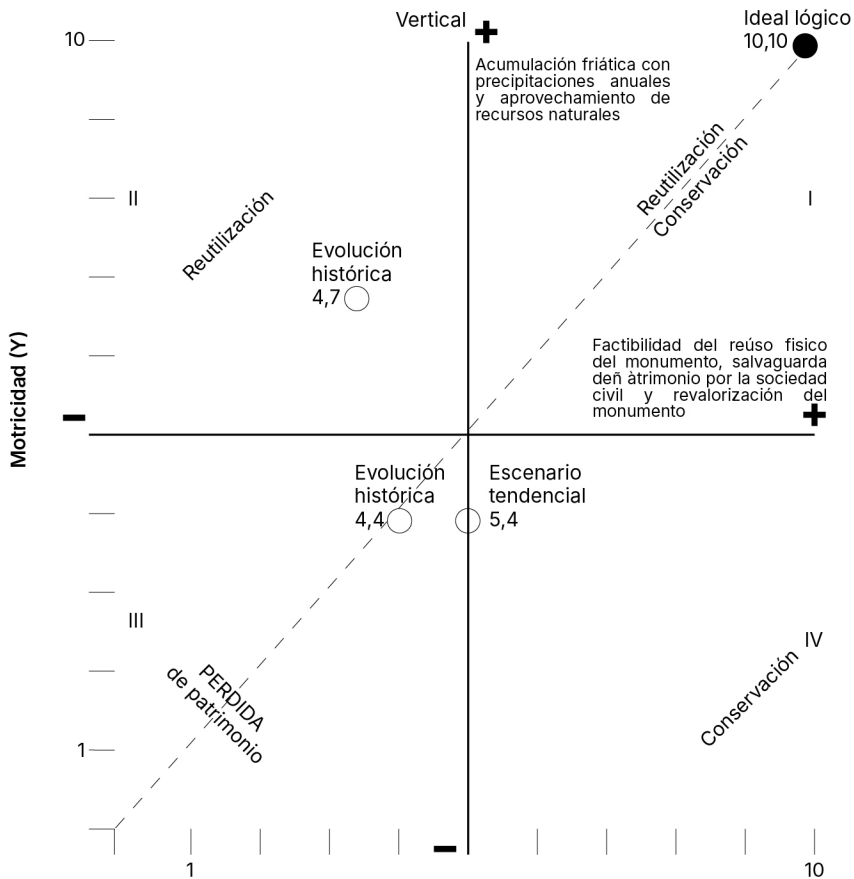 Vertical
+
Ideal lógico
10,10
10
Acumulación friática con
precipitaciones anuales
y aprovechamiento de
recursos naturales
Reutilización
Conservación
II
I
Reutilización
Evolución
histórica
4,7
Motricidad (Y)
Factibilidad del reúso fisico
del monumento, salvaguarda
deñ àtrimonio por la sociedad
civil y revalorización del
monumento
-
+
Evolución
histórica
4,4
Escenario
tendencial
5,4
III
IV
PERDIDA
de patrimonio
Conservación
1
-
1
10